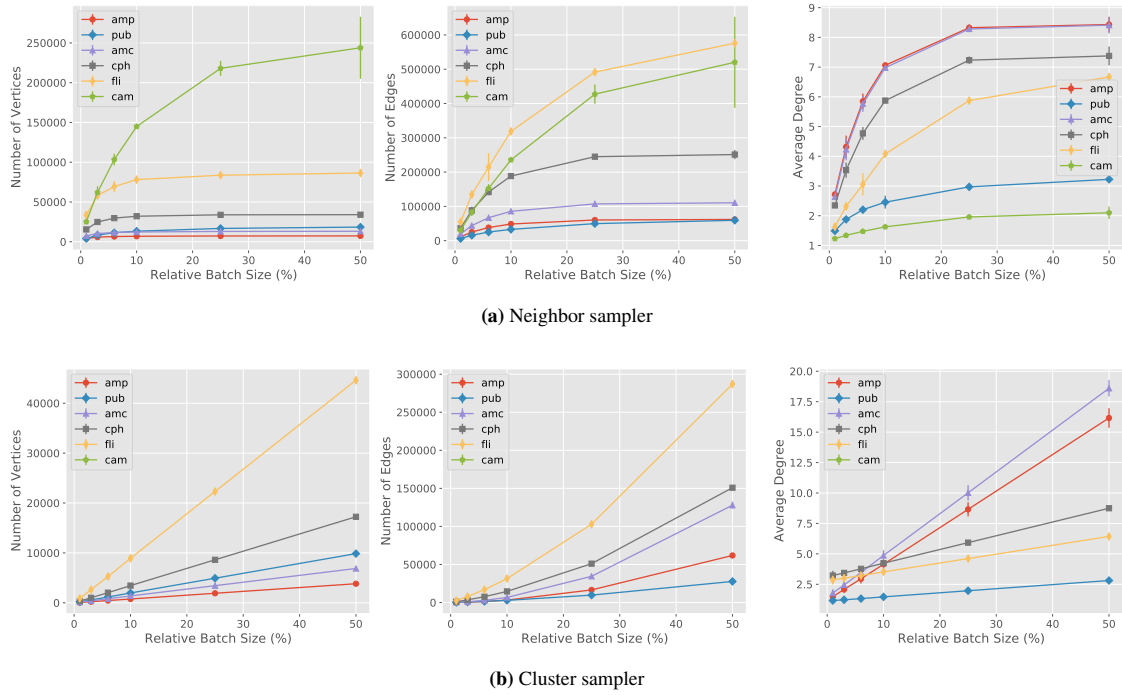 Number of Vertices
250000
200000
150000
100000
50000
0
amp
pub
amc
cph
fli
cam
0 10 20 30 40 50
Relative Batch Size (%)
Number of Edges
600000
500000
400000
300000
200000
100000
0
amp
pub
amc
cph
fli
cam
0 10 20 30 40 50
Relative Batch Size (%)
Average Degree
9
8
7
6
5
4
3
2
1
amp
pub
amc
cph
fli
cam
0 10 20 30 40 50
Relative Batch Size (%)
(a) Neighbor sampler
Number of Vertices
40000
30000
20000
10000
0
amp
pub
amc
cph
fli
cam
0 10 20 30 40 50
Relative Batch Size (%)
Number of Edges
300000
250000
200000
150000
100000
50000
0
amp
pub
amc
cph
fli
cam
0 10 20 30 40 50
Relative Batch Size (%)
Average Degree
20.0
17.5
15.0
12.5
10.0
7.5
5.0
2.5
amp
pub
amc
cph
fli
cam
0 10 20 30 40 50
Relative Batch Size (%)
(b) Cluster sampler